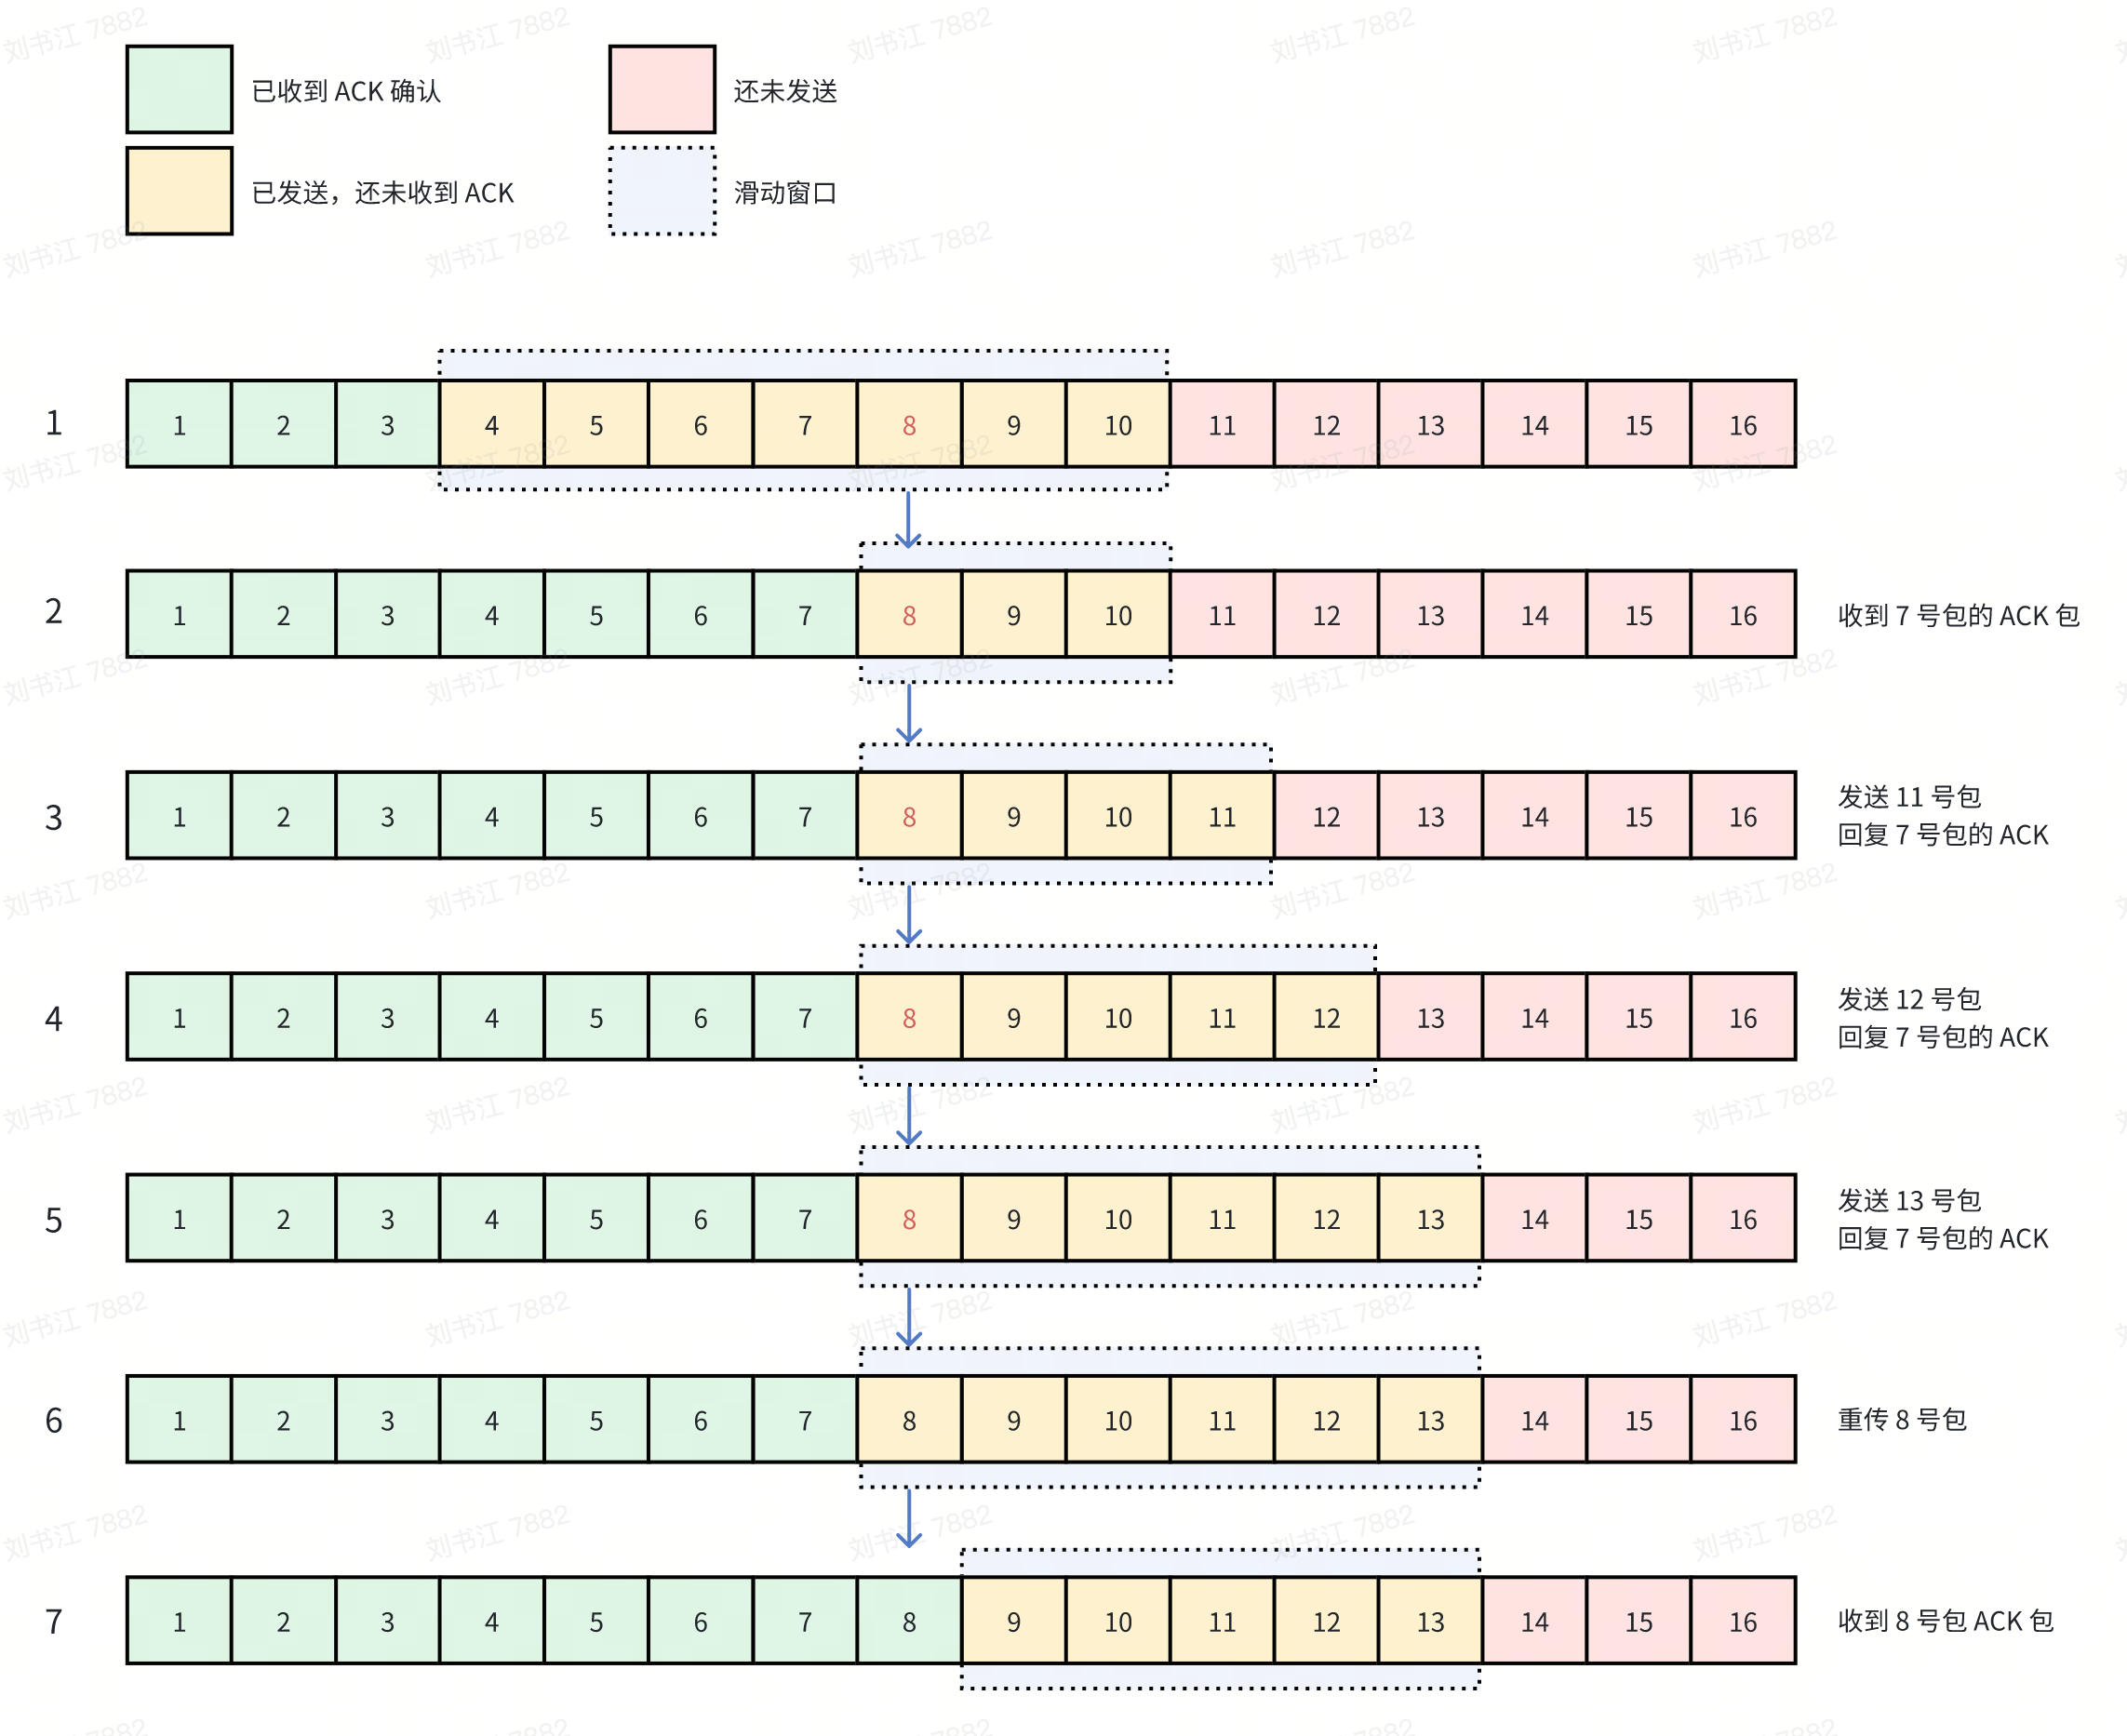 已收到 ACK 确认
还未发送
已发送，还未收到 ACK
滑动窗口
1
1 2 3 4 5 6 7 8 9 10 11 12 13 14 15 16
2
1 2 3 4 5 6 7 8 9 10 11 12 13 14 15 16
收到 7 号包的 ACK 包
3
1 2 3 4 5 6 7 8 9 10 11 12 13 14 15 16
发送 11 号包
回复 7 号包的 ACK
4
1 2 3 4 5 6 7 8 9 10 11 12 13 14 15 16
发送 12 号包
回复 7 号包的 ACK
5
1 2 3 4 5 6 7 8 9 10 11 12 13 14 15 16
发送 13 号包
回复 7 号包的 ACK
6
1 2 3 4 5 6 7 8 9 10 11 12 13 14 15 16
重传 8 号包
7
1 2 3 4 5 6 7 8 9 10 11 12 13 14 15 16
收到 8 号包 ACK 包
刘书江 7882